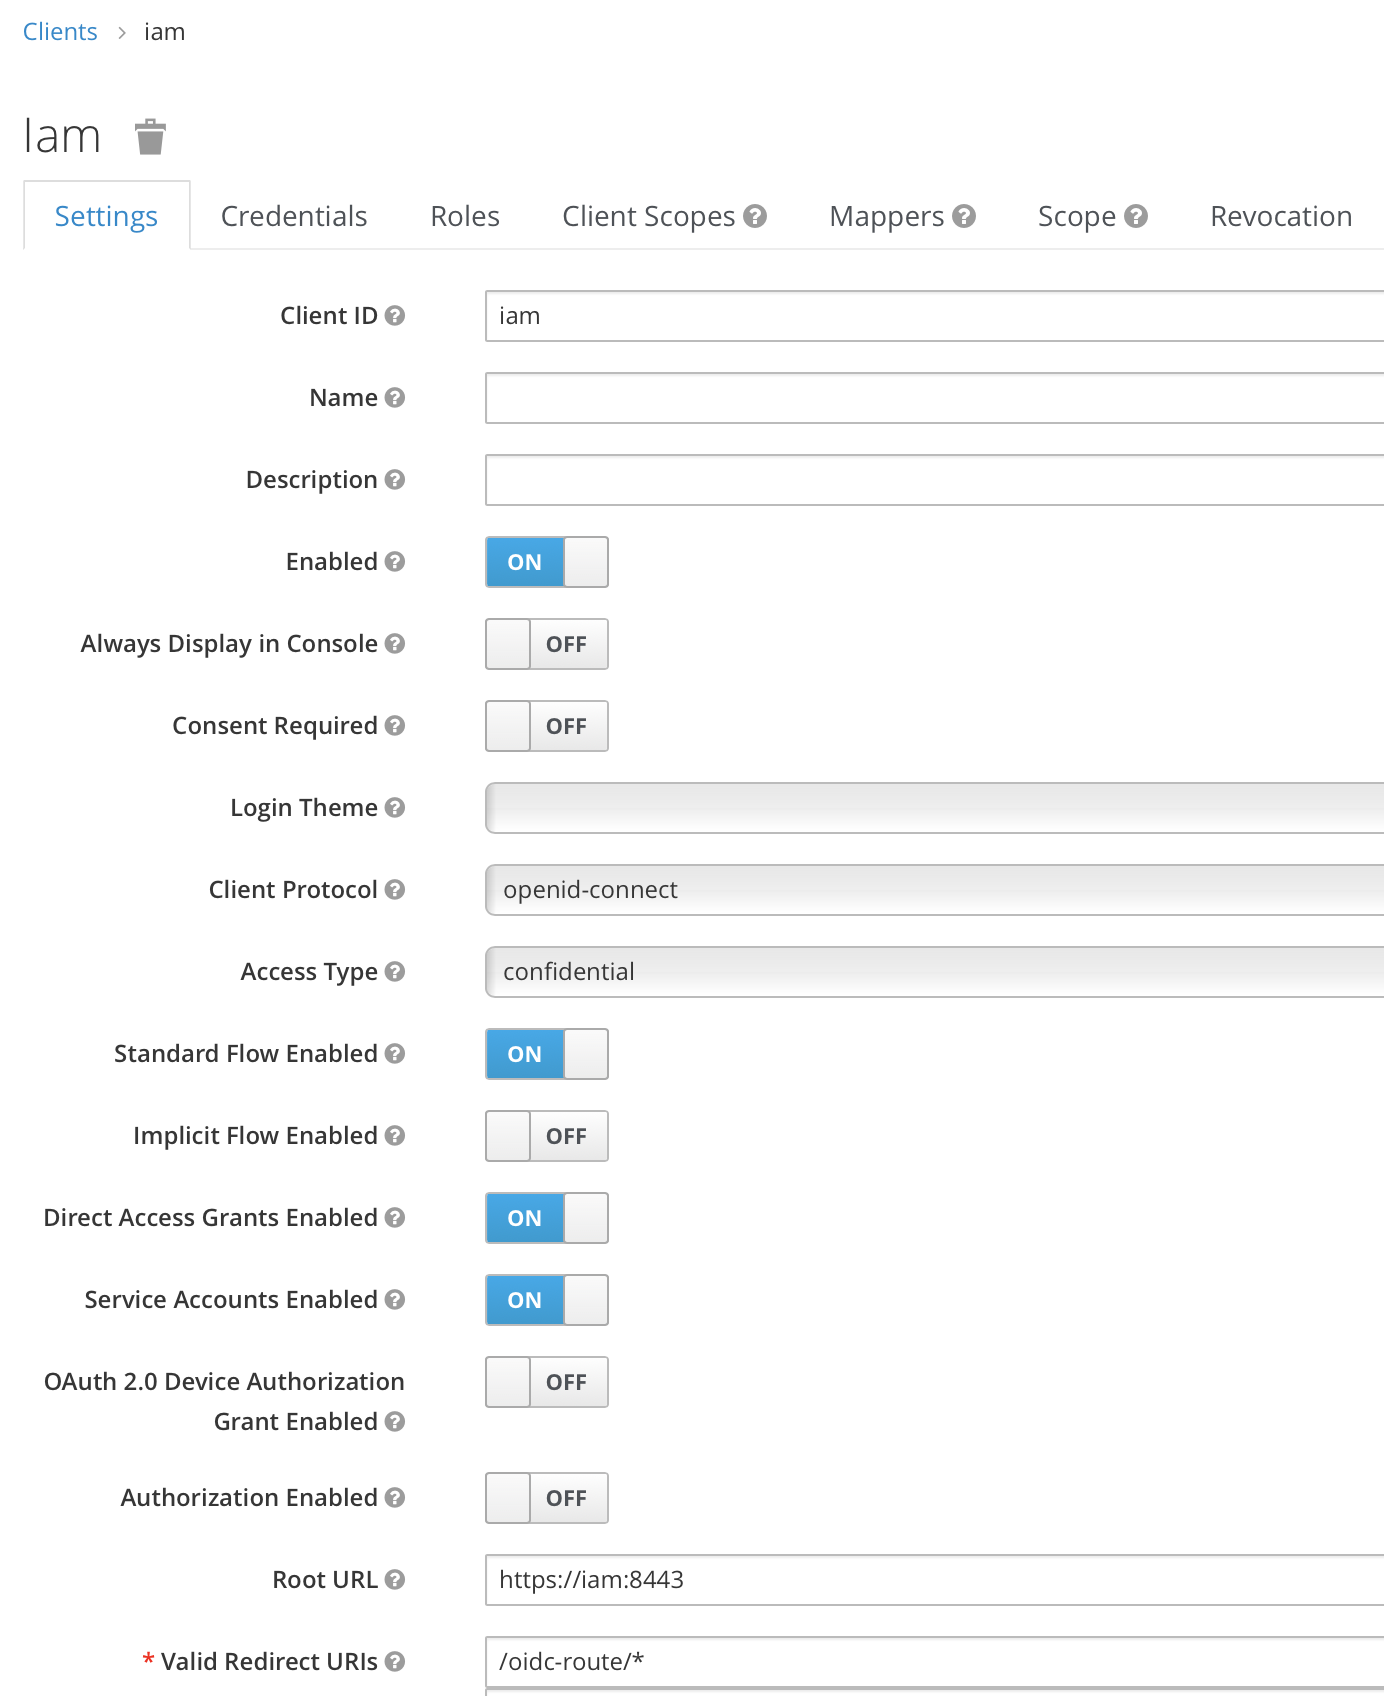 Clients > iam
Iam
Settings Credentials Roles Client Scopes ? Mappers ? Scope ? Revocation
Client ID ? iam
Name ?
Description ?
Enabled ? ON
Always Display in Console ? OFF
Consent Required ? OFF
Login Theme ?
Client Protocol ? openid-connect
Access Type ? confidential
Standard Flow Enabled ? ON
Implicit Flow Enabled ? OFF
Direct Access Grants Enabled ? ON
Service Accounts Enabled ? ON
OAuth 2.0 Device Authorization OFF
Grant Enabled ?
Authorization Enabled ? OFF
Root URL ? https://iam:8443
* Valid Redirect URIs ? /oidc-route/*